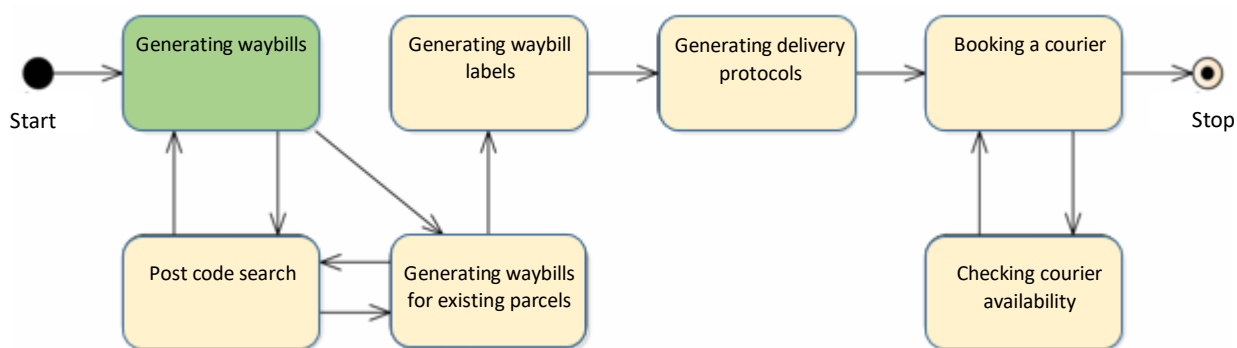 Generating waybills
Generating waybill
labels
Generating delivery
protocols
Booking a courier
Start
Stop
Post code search
Generating waybills
for existing parcels
Checking courier
availability